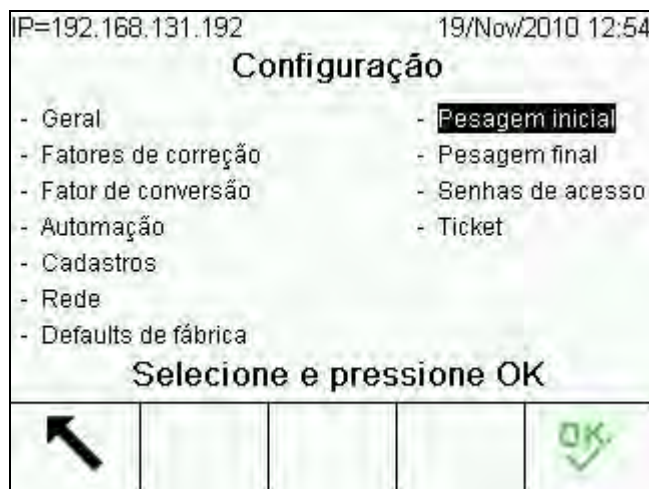 IP=192.168.131.192
19/Nov/2010 12:54
Configuração
- Geral
- Fatores de correção
- Fator de conversão
- Automação
- Cadastros
- Rede
- Defaults de fábrica
- Pesagem inicial
- Pesagem final
- Senhas de acesso
- Ticket
Selecione e pressione OK
OK